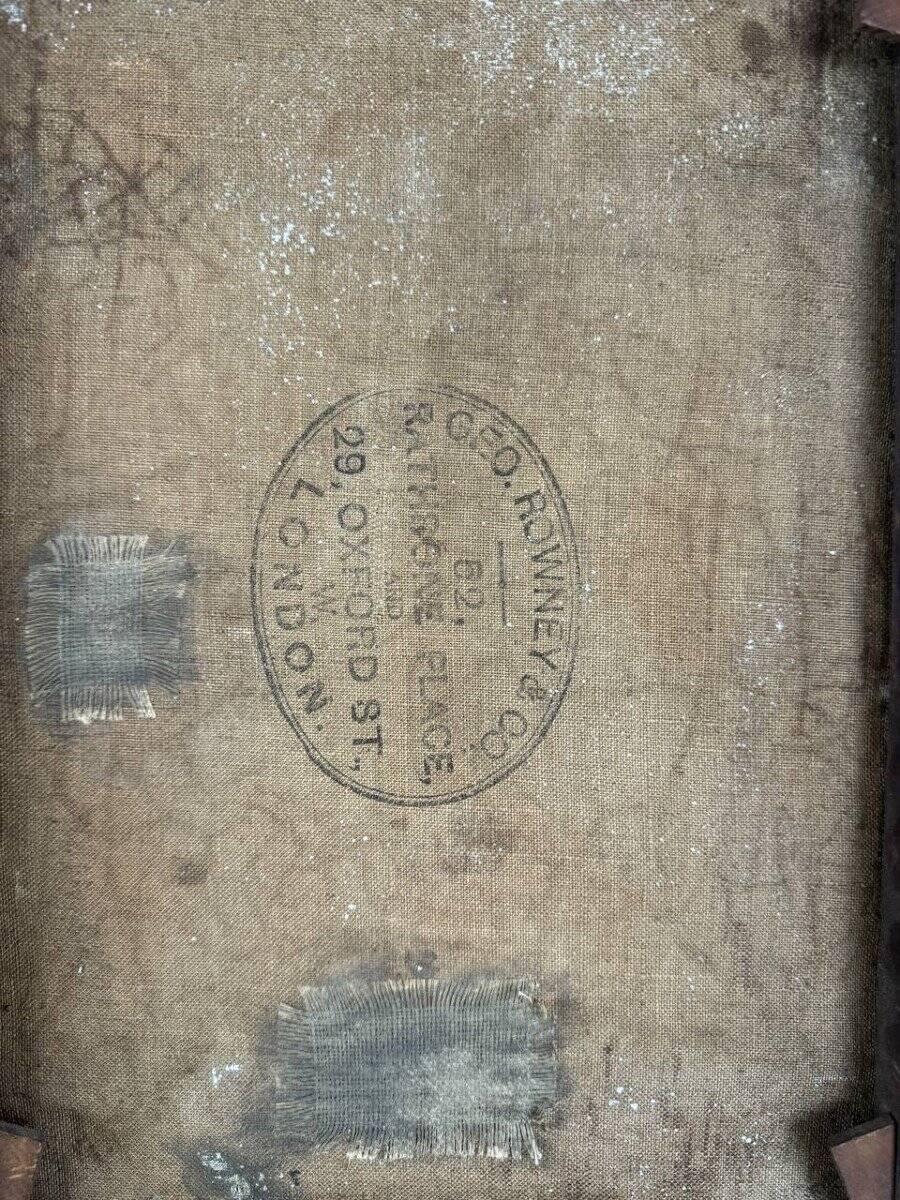 GEO. ROWNEY & CO.
52.
RATHBONE PLACE,
AND
29, OXFORD ST.,
W.
LONDON.